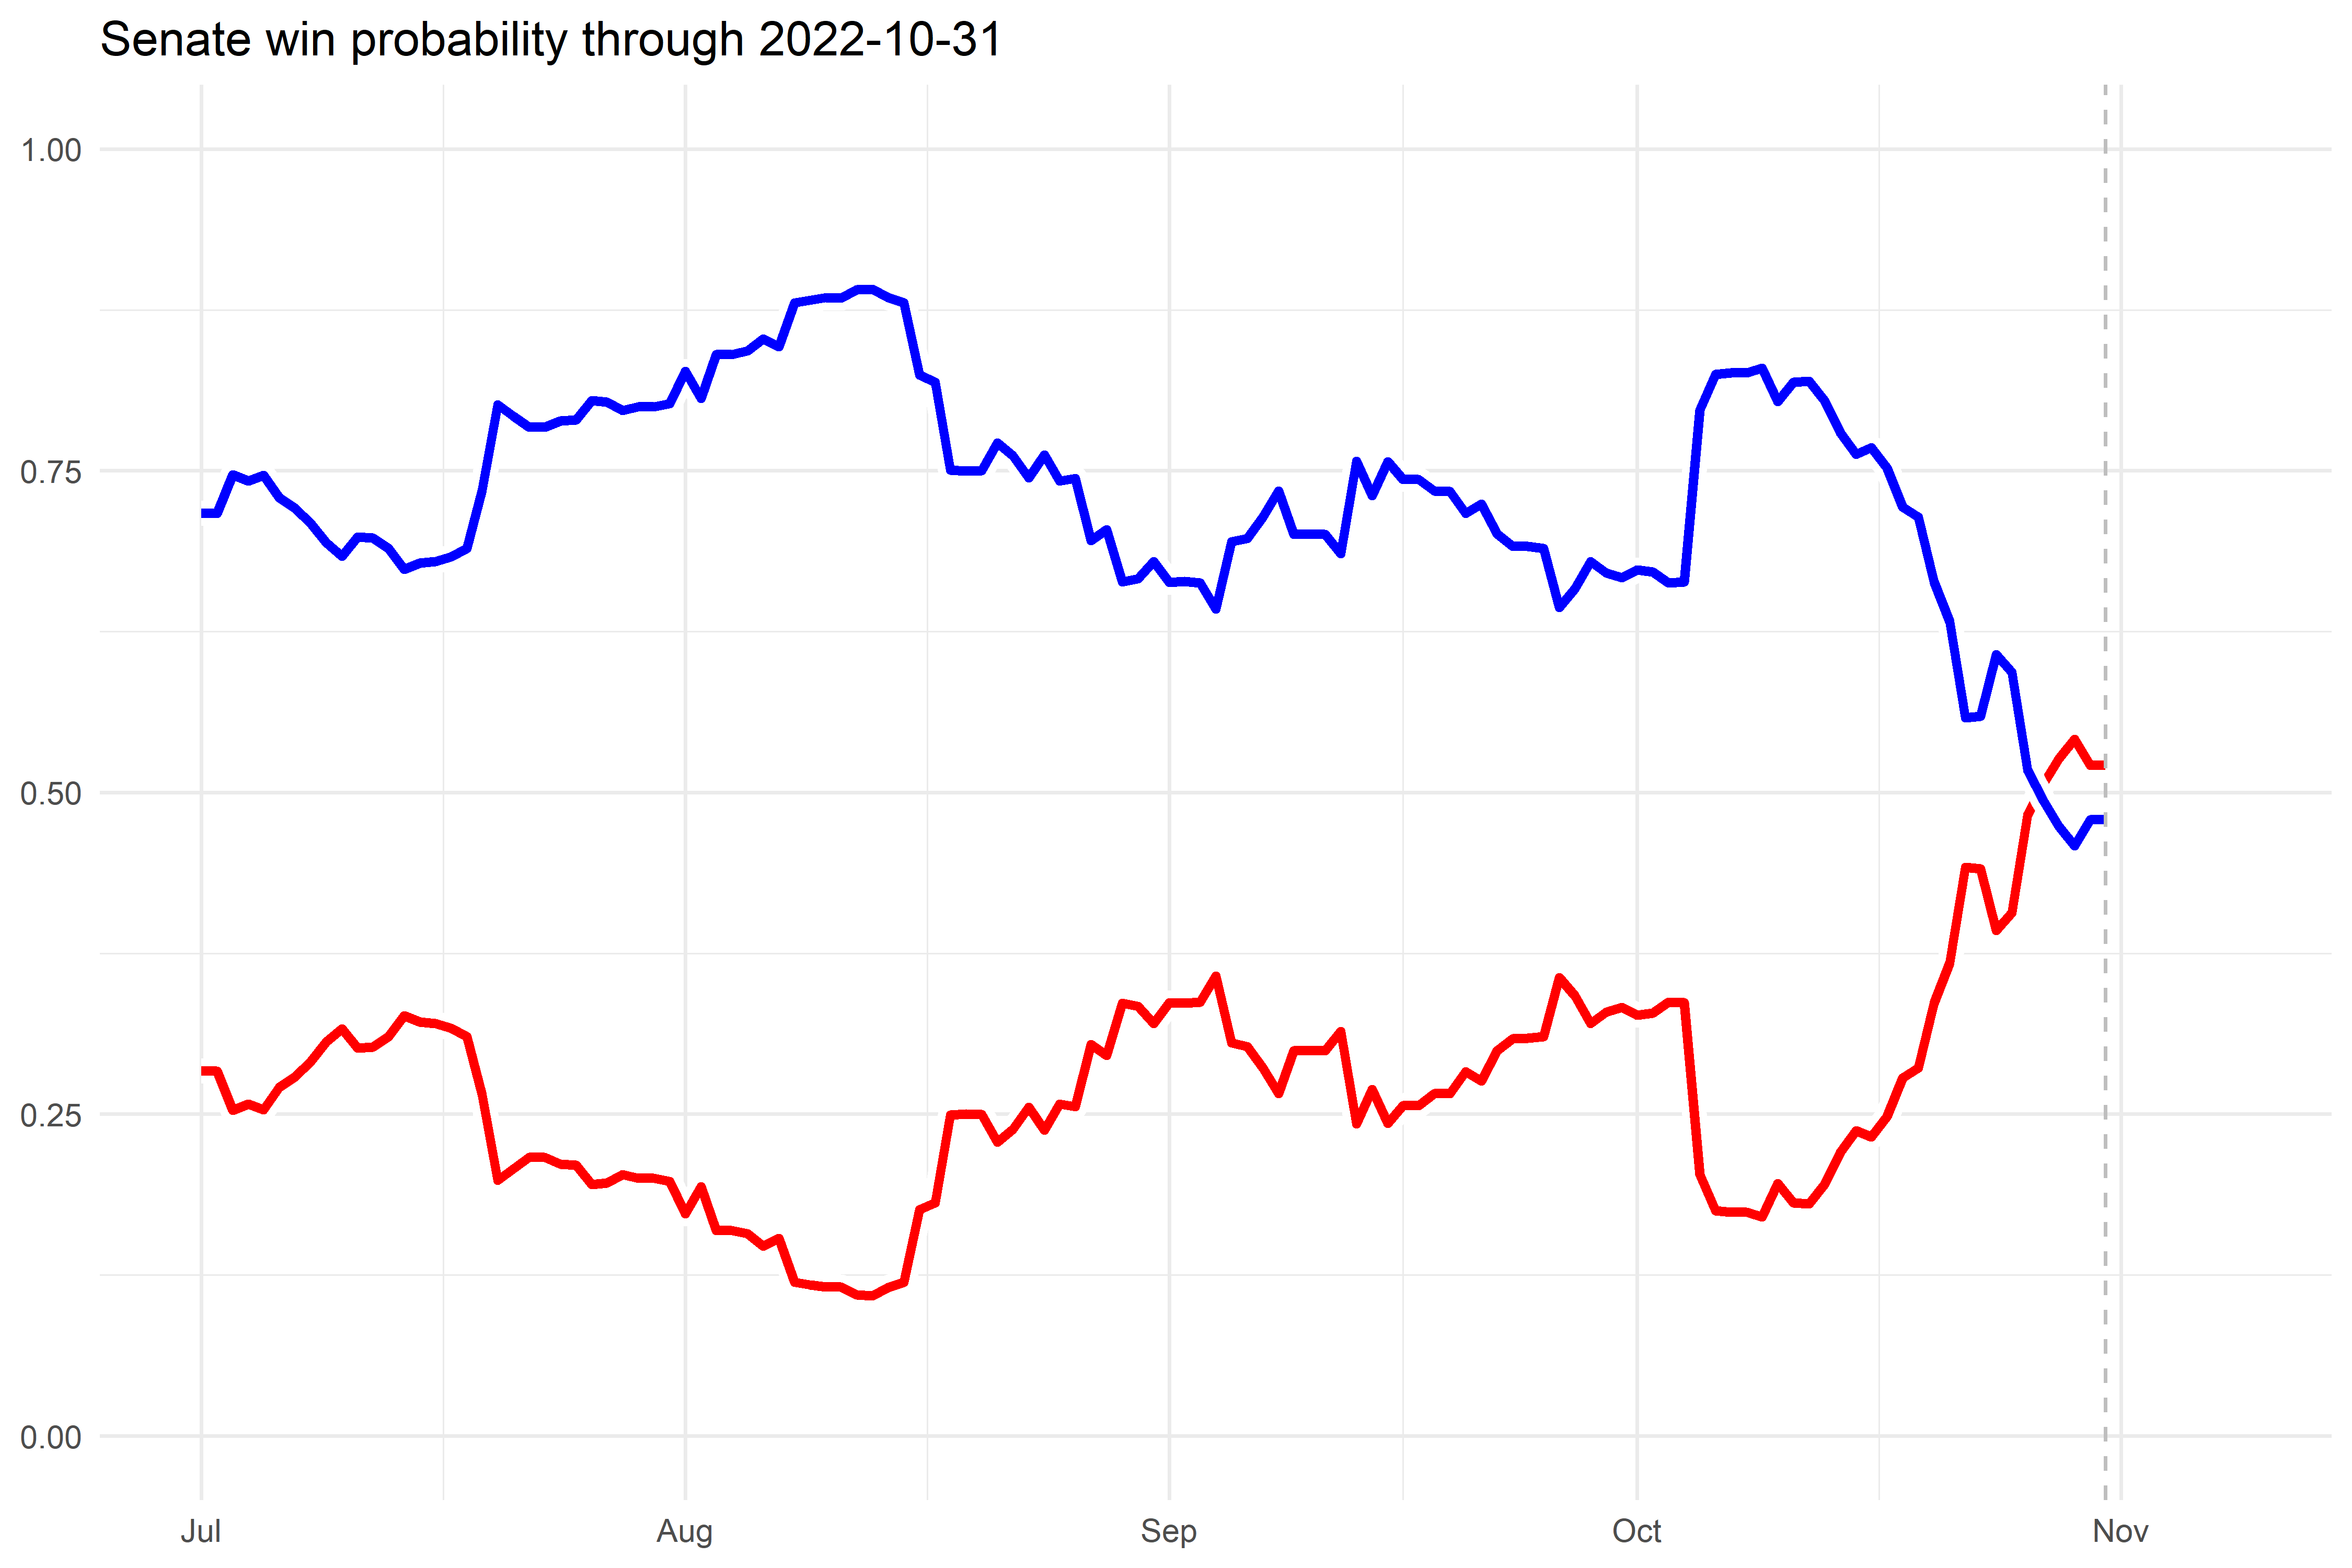 Senate win probability through 2022-10-31
1.00
0.75
0.50
0.25
0.00
Jul Aug Sep Oct Nov